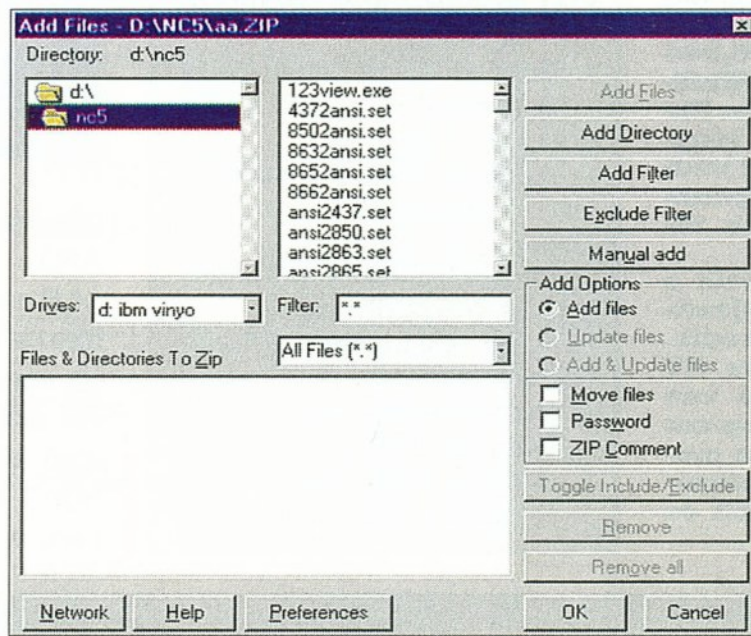 Add Files - D:\NC5\aa.ZIP
Directory: d:\nc5
d:\
nc5
123view.exe
4372ansi.set
8502ansi.set
8632ansi.set
8652ansi.set
8662ansi.set
ansi2437.set
ansi2850.set
ansi2863.set
ansi2865.set
Add Files
Add Directory
Add Filter
Exclude Filter
Manual add
Drives: d: ibm vinyo
Filter: *.*
All Files (*.*)
Add Options
Add files
Update files
Add & Update files
Move files
Password
ZIP Comment
Files & Directories To Zip
Toggle Include/Exclude
Remove
Remove all
Network
Help
Preferences
OK
Cancel